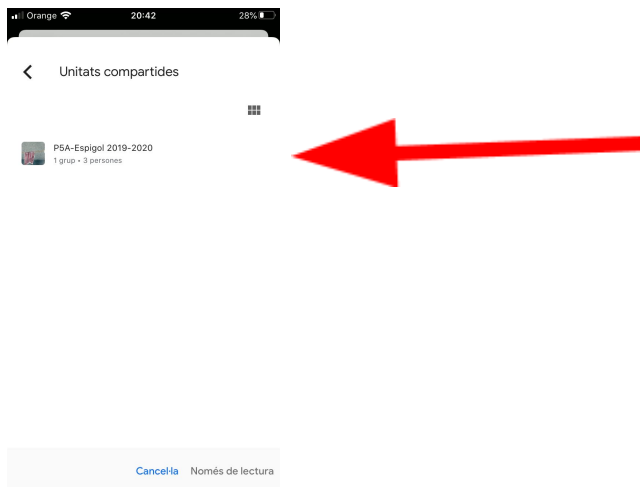 Orange 20:42 28%
Unitats compartides
P5A-Espigol 2019-2020
1 grup • 3 persones
Cancel·la Només de lectura